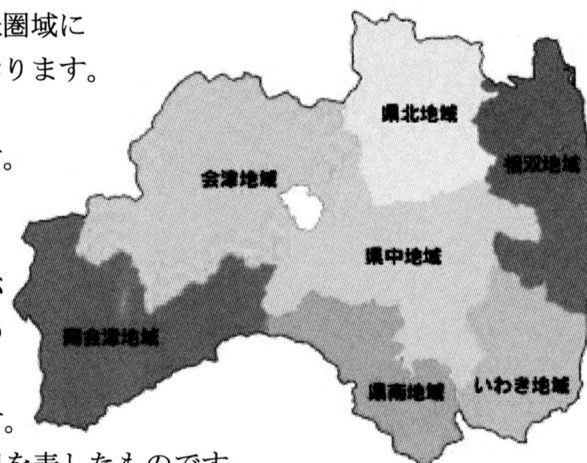 圏域に
ります。
県北地域
相双地域
。
会津地域
県中地域
南会津地域
県南地域
いわき地域
。
を表したものです